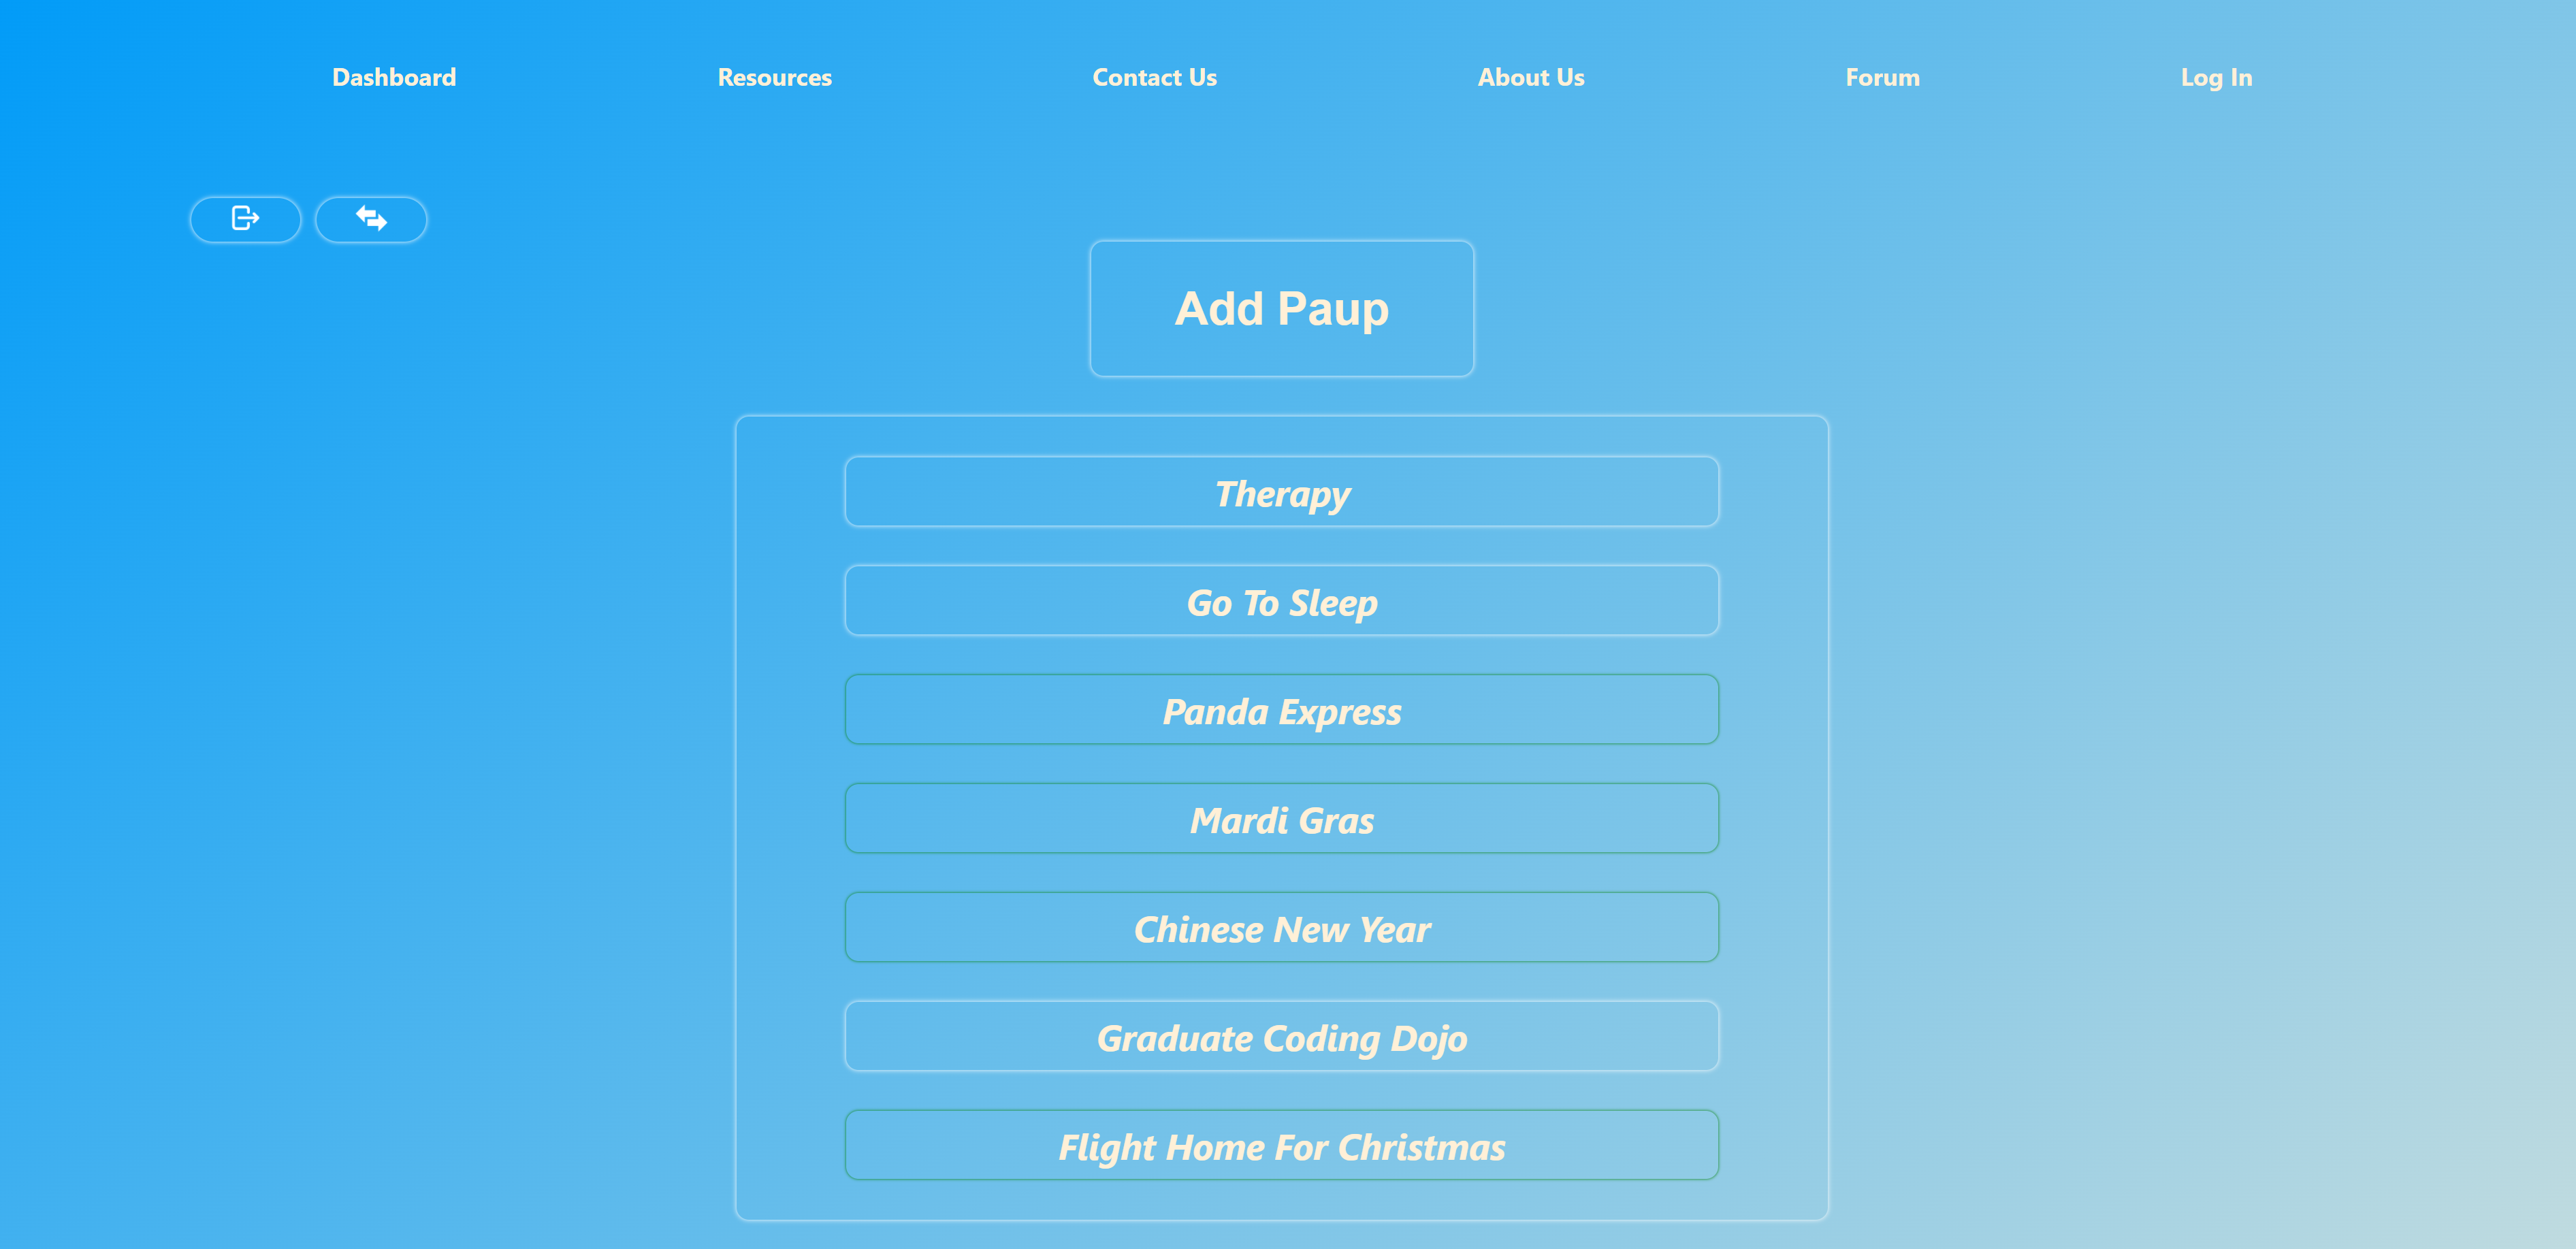 Dashboard Resources Contact Us About Us Forum Log In
Add Paup
Therapy
Go To Sleep
Panda Express
Mardi Gras
Chinese New Year
Graduate Coding Dojo
Flight Home For Christmas